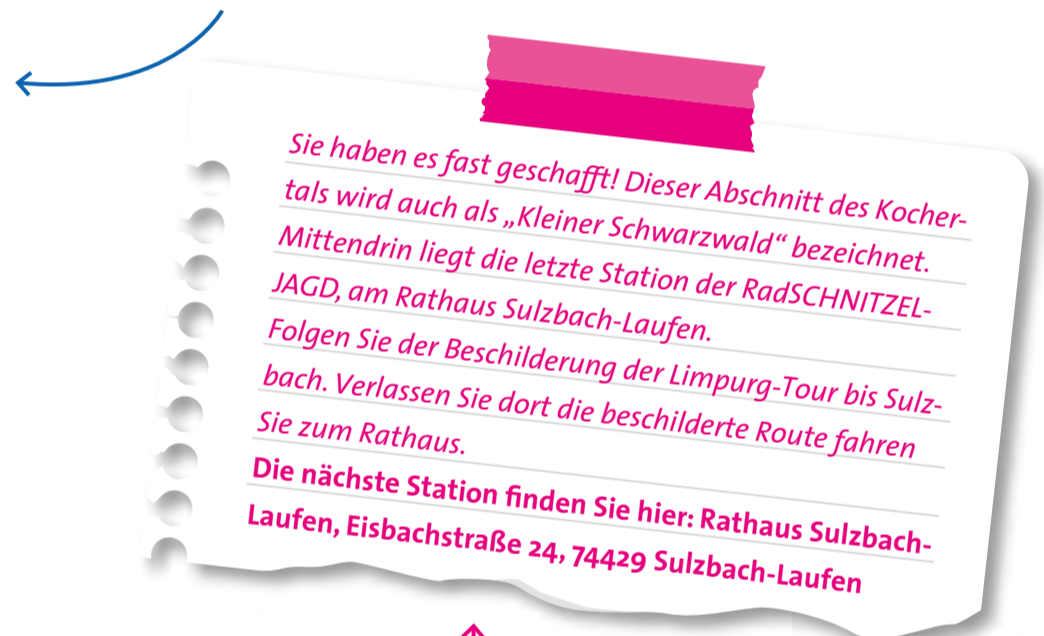 Sie haben es fast geschafft! Dieser Abschnitt des Kocher-
tals wird auch als „Kleiner Schwarzwald“ bezeichnet.
Mittendrin liegt die letzte Station der RadSCHNITZEL-
JAGD, am Rathaus Sulzbach-Laufen.
Folgen Sie der Beschilderung der Limpurg-Tour bis Sulz-
bach. Verlassen Sie dort die beschilderte Route fahren
Sie zum Rathaus.
Die nächste Station finden Sie hier: Rathaus Sulzbach-
Laufen, Eisbachstraße 24, 74429 Sulzbach-Laufen